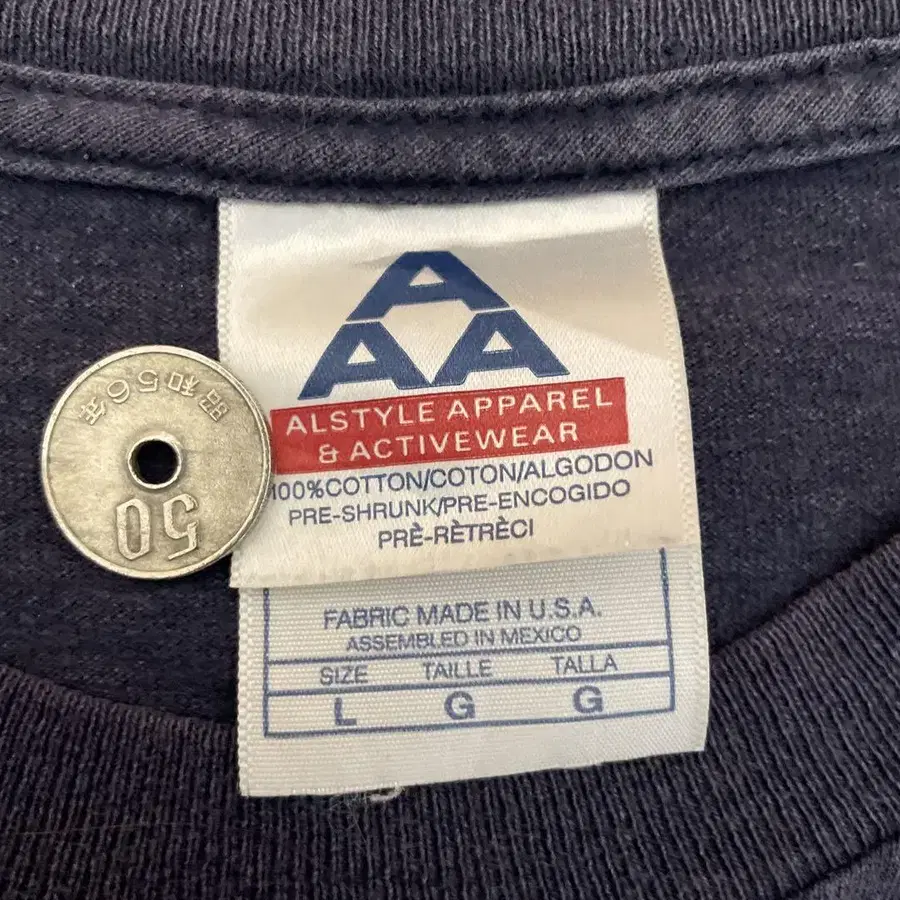 A
AA
ALSTYLE APPAREL
& ACTIVEWEAR
100%COTTON/COTON/ALGODON
PRE-SHRUNK/PRE-ENCOGIDO
PRÈ-RÈTRÈCI
FABRIC MADE IN U.S.A.
ASSEMBLED IN MEXICO
SIZE TAILLE TALLA
L G G
50
昭和56年